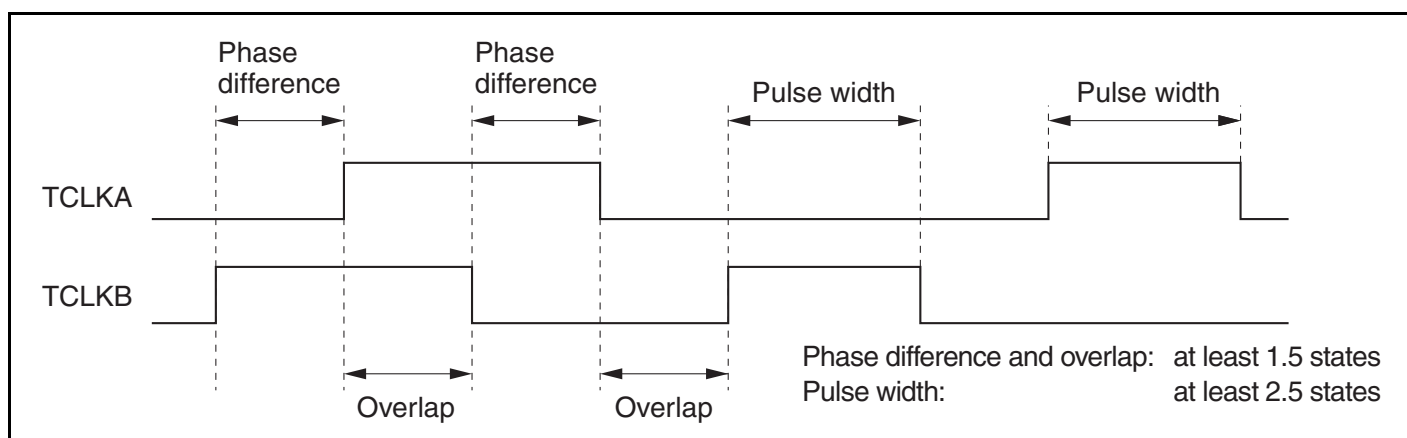 Phase
difference
Phase
difference
Pulse width
Pulse width
TCLKA
TCLKB
Overlap
Overlap
Phase difference and overlap: at least 1.5 states
Pulse width: at least 2.5 states